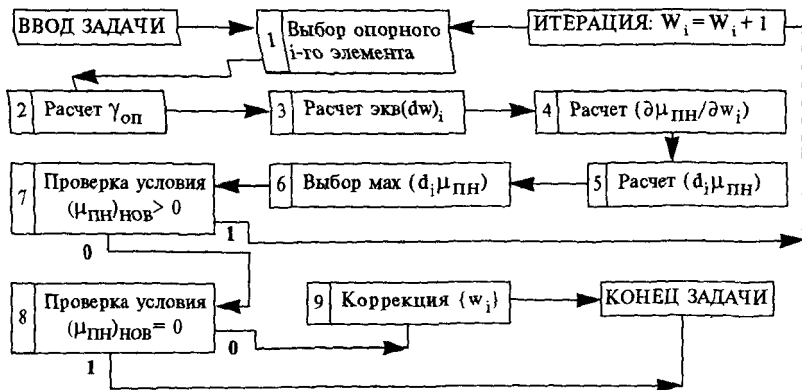 ВВОД ЗАДАЧИ
1 Выбор опорного
i-го элемента
ИТЕРАЦИЯ: W_i = W_i + 1
2 Расчет γ_оп
3 Расчет экв(dw)_i
4 Расчет (∂μ_ПН/∂w_i)
7 Проверка условия
(μ_ПН)_НОВ > 0
6 Выбор мах (d_iμ_ПН)
5 Расчет (d_iμ_ПН)
1
0
8 Проверка условия
(μ_ПН)_НОВ = 0
9 Коррекция {w_i}
КОНЕЦ ЗАДАЧИ
0
1